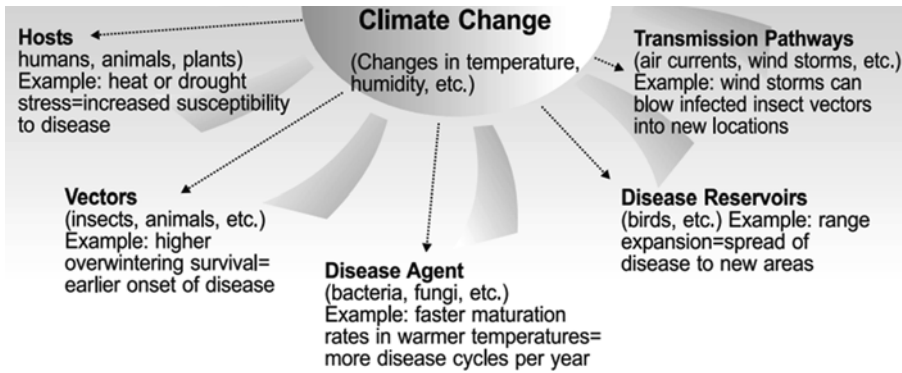 Climate Change
(Changes in temperature,
humidity, etc.)
Hosts
humans, animals, plants)
Example: heat or drought
stress=increased susceptibility
to disease
Vectors
(insects, animals, etc.)
Example: higher
overwintering survival=
earlier onset of disease
Disease Agent
(bacteria, fungi, etc.)
Example: faster maturation
rates in warmer temperatures=
more disease cycles per year
Disease Reservoirs
(birds, etc.) Example: range
expansion=spread of
disease to new areas
Transmission Pathways
(air currents, wind storms, etc.)
Example: wind storms can
blow infected insect vectors
into new locations